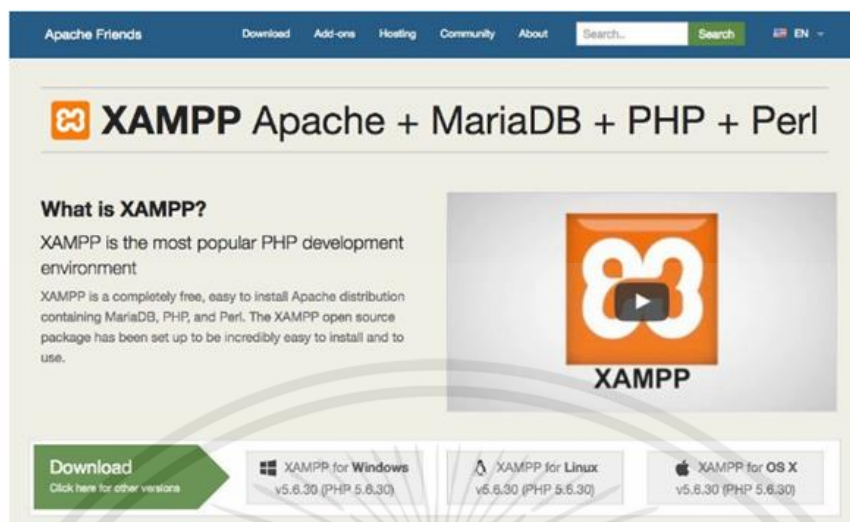 Apache Friends Download Add-ons Hosting Community About Search... Search EN
XAMPP Apache + MariaDB + PHP + Perl
What is XAMPP?
XAMPP is the most popular PHP development
environment
XAMPP is a completely free, easy to install Apache distribution
containing MariaDB, PHP, and Perl. The XAMPP open source
package has been set up to be incredibly easy to install and to
use.
XAMPP
Download
Click here for other versions
XAMPP for Windows
v5.6.30 (PHP 5.6.30)
XAMPP for Linux
v5.6.30 (PHP 5.6.30)
XAMPP for OS X
v5.6.30 (PHP 5.6.30)